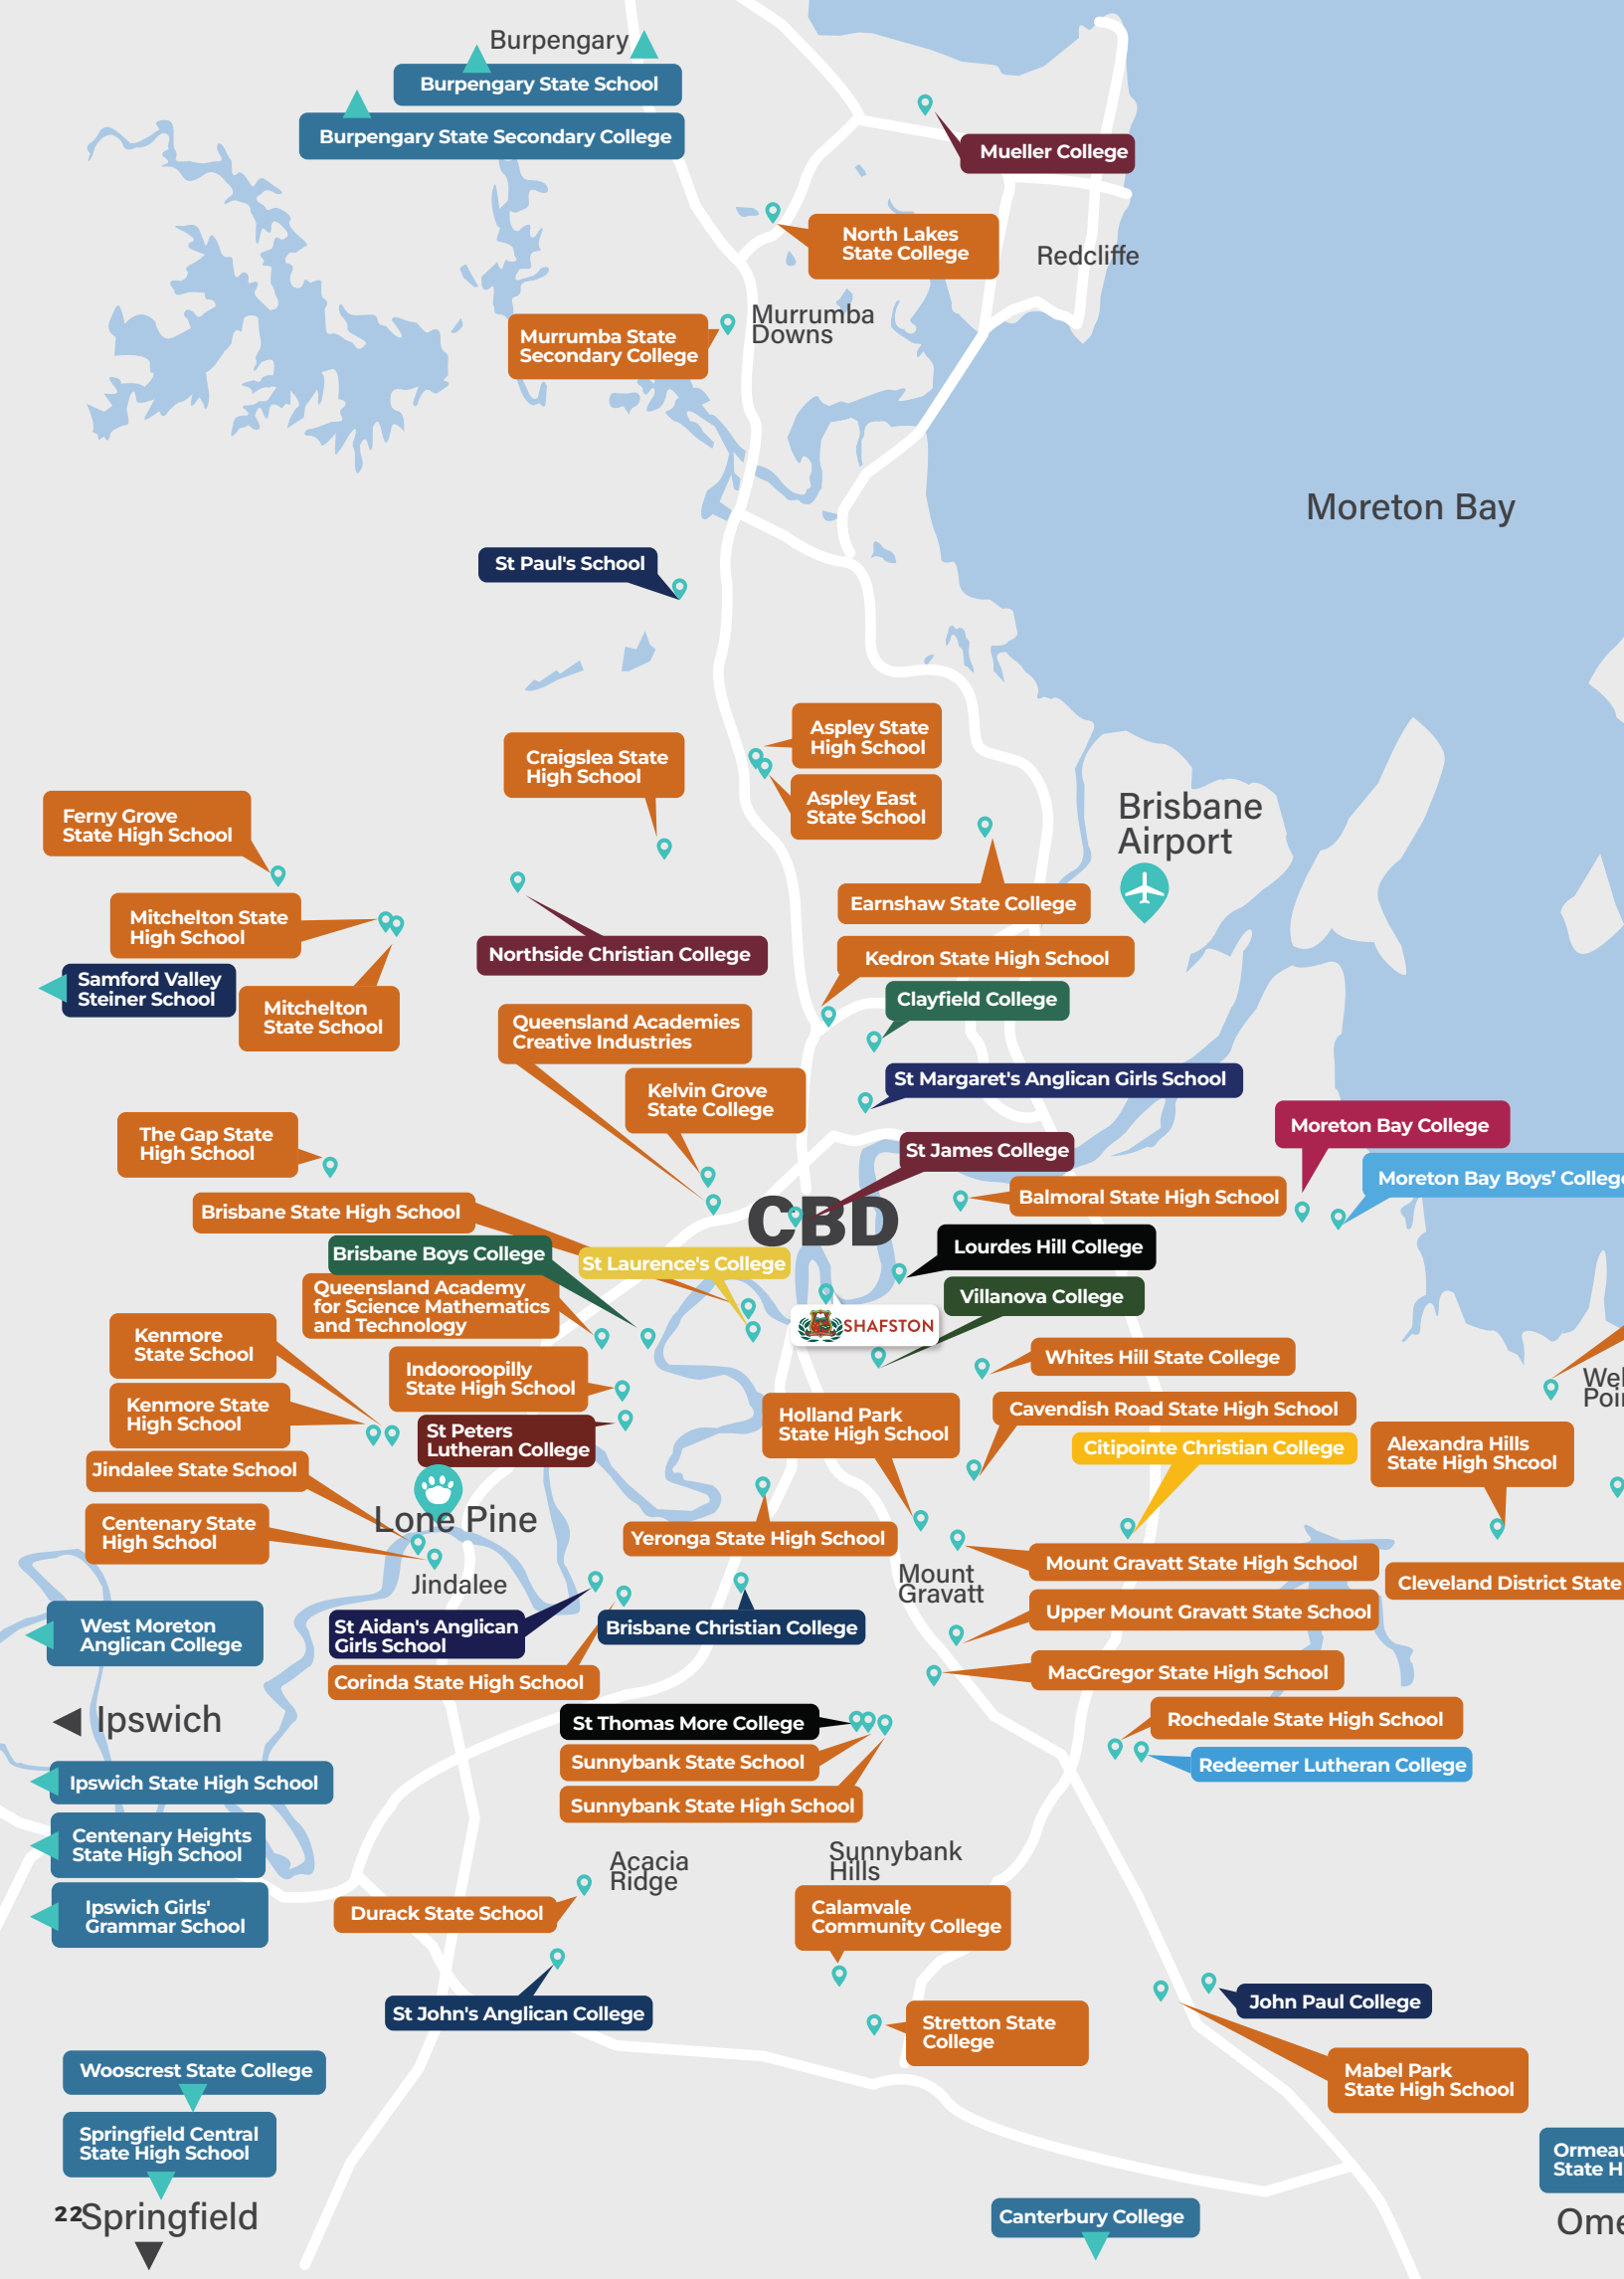 Burpengary
Burpengary State School
Burpengary State Secondary College
Mueller College
North Lakes
State College
Redcliffe
Murrumba
Downs
Murrumba State
Secondary College
Moreton Bay
St Paul's School
Aspley State
High School
Craigslea State
High School
Aspley East
State School
Brisbane
Airport
Ferny Grove
State High School
Earnshaw State College
Mitchelton State
High School
Northside Christian College
Kedron State High School
Samford Valley
Steiner School
Clayfield College
Mitchelton
State School
Queensland Academies
Creative Industries
St Margaret's Anglican Girls School
Kelvin Grove
State College
Moreton Bay College
The Gap State
High School
St James College
Moreton Bay Boys’ College
Balmoral State High School
Brisbane State High School
CBD
Brisbane Boys College
Lourdes Hill College
St Laurence's College
Queensland Academy
for Science Mathematics
and Technology
Villanova College
SHAFSTON
Kenmore
State School
Whites Hill State College
Indooroopilly
State High School
Kenmore State
High School
Cavendish Road State High School
Holland Park
State High School
St Peters
Lutheran College
Citipointe Christian College
Alexandra Hills
State High Shcool
Jindalee State School
Lone Pine
Centenary State
High School
Yeronga State High School
Jindalee
Mount
Gravatt
Mount Gravatt State High School
Cleveland District State
Upper Mount Gravatt State School
West Moreton
Anglican College
St Aidan's Anglican
Girls School
Brisbane Christian College
Corinda State High School
MacGregor State High School
Ipswich
St Thomas More College
Rochedale State High School
Sunnybank State School
Redeemer Lutheran College
Ipswich State High School
Sunnybank State High School
Centenary Heights
State High School
Sunnybank
Hills
Acacia
Ridge
Ipswich Girls'
Grammar School
Durack State School
Calamvale
Community College
St John's Anglican College
John Paul College
Stretton State
College
Wooscrest State College
Mabel Park
State High School
Springfield Central
State High School
Ormeau
State H
22
Springfield
Canterbury College
Ome